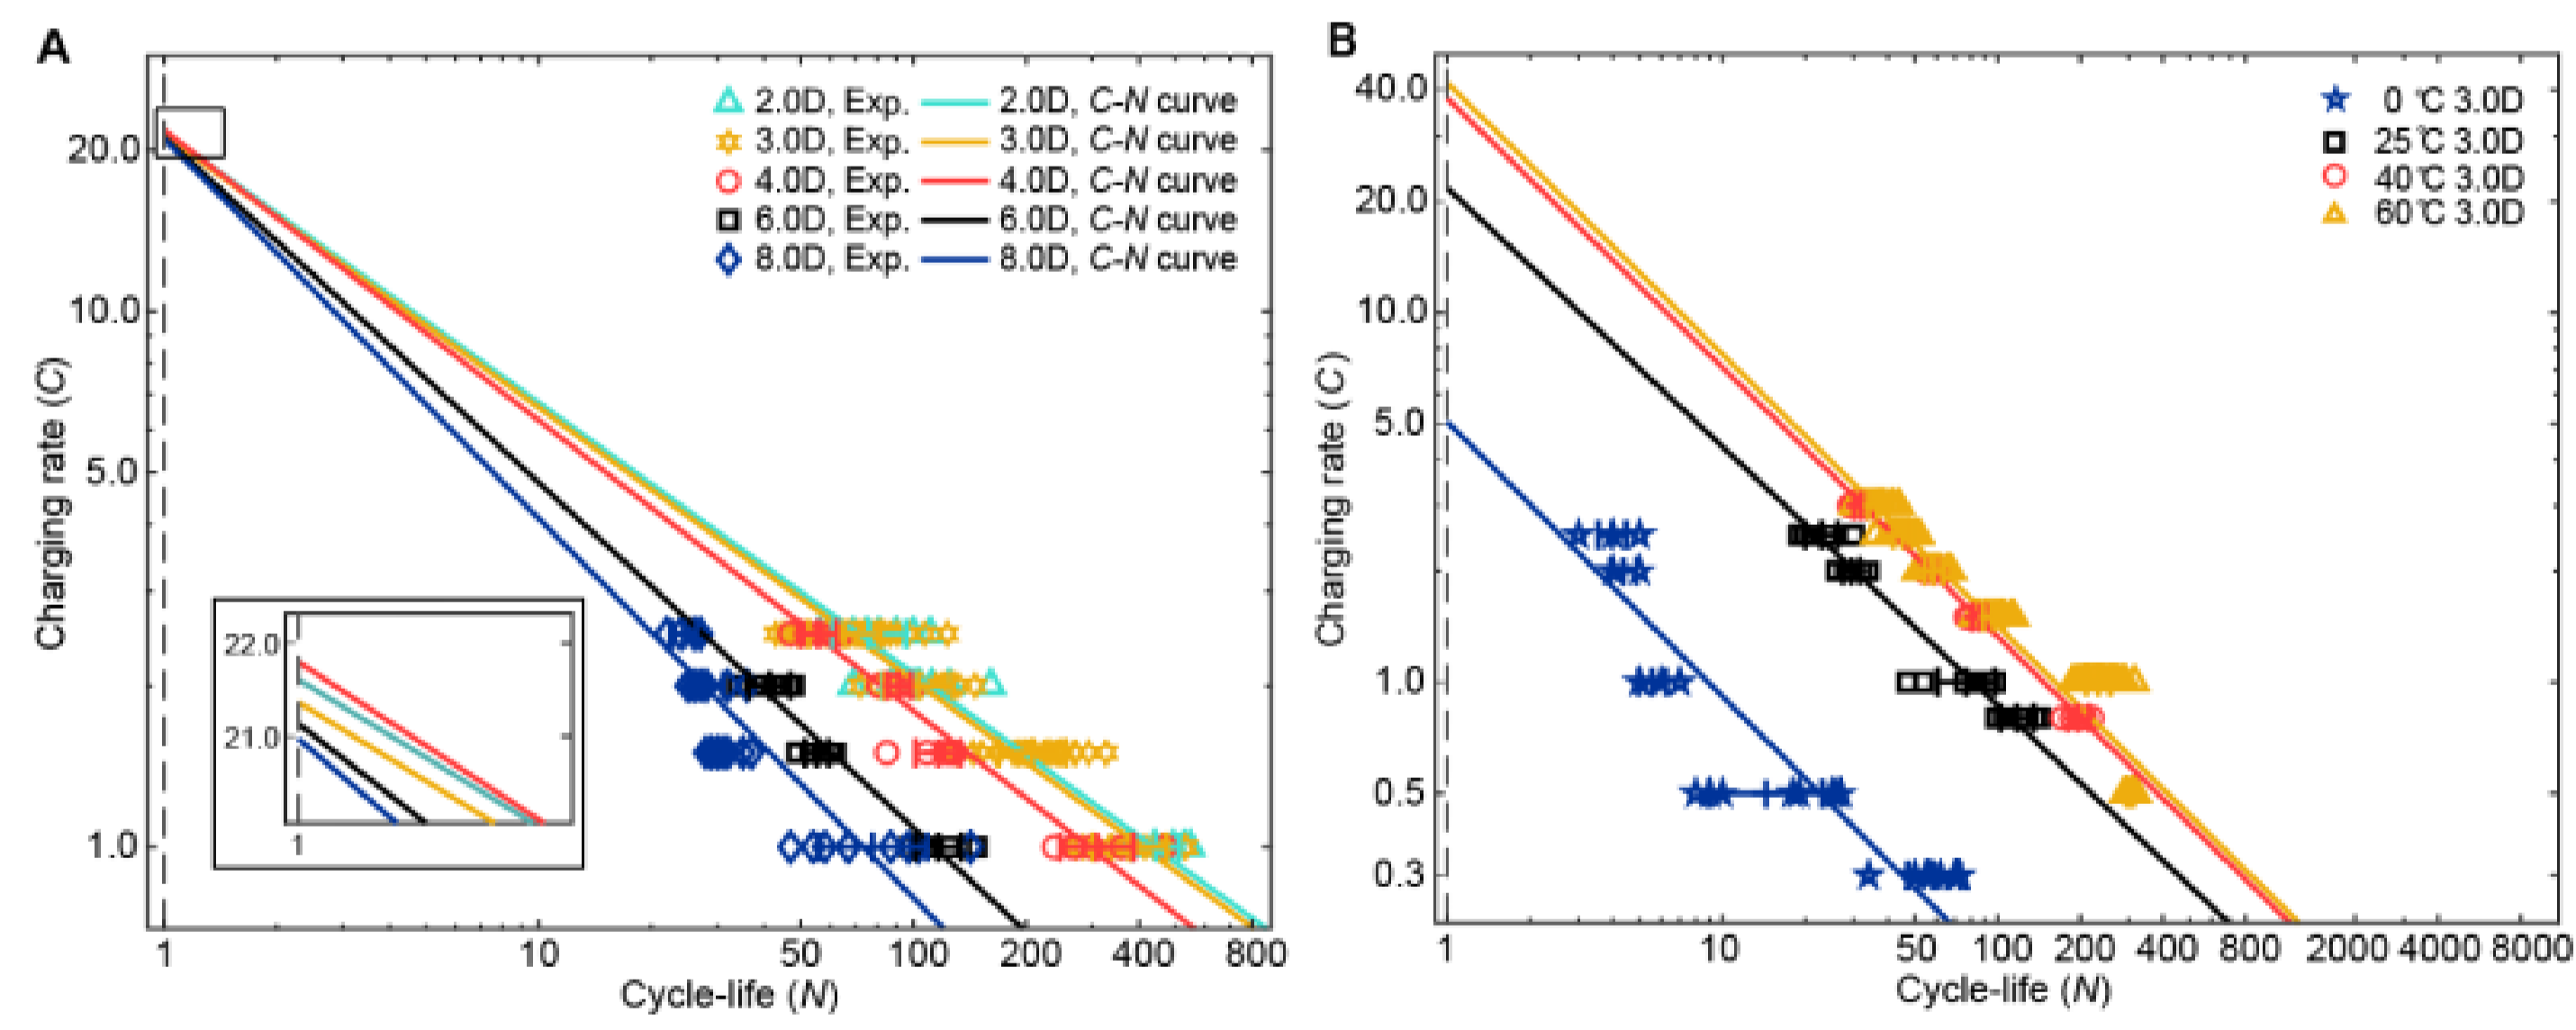 A
20.0
10.0
5.0
1.0
Charging rate (C)
2.0D, Exp. 2.0D, C-N curve
3.0D, Exp. 3.0D, C-N curve
4.0D, Exp. 4.0D, C-N curve
6.0D, Exp. 6.0D, C-N curve
8.0D, Exp. 8.0D, C-N curve
22.0
21.0
1
1 10 50 100 200 400 800
Cycle-life (N)
B
40.0
20.0
10.0
5.0
1.0
0.5
0.3
Charging rate (C)
0 ℃ 3.0D
25℃ 3.0D
40℃ 3.0D
60℃ 3.0D
1 10 50 100 200 400 800 2000 4000 8000
Cycle-life (N)